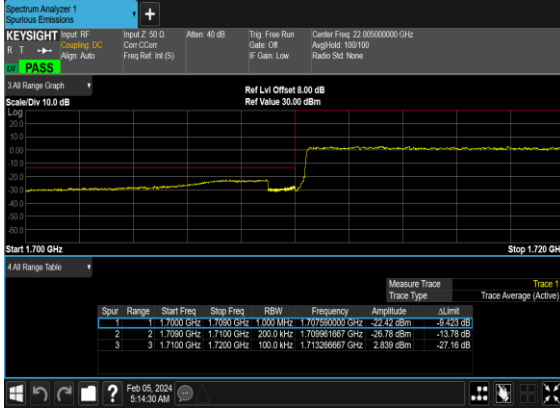 Spectrum Analyzer 1
Spurious Emissions
+
KEYSIGHT Input: RF Input Z: 50 Ω Atten: 40 dB Trig: Free Run Center Freq: 22.005000000 GHz
R T Coupling: DC Corr CCorr Gate: Off Avg|Hold: 100/100
Align: Auto Freq Ref: Int (S) IF Gain: Low Radio Std: None
PASS
3 All Range Graph Ref Lvl Offset 8.00 dB
Scale/Div 10.0 dB Ref Value 30.00 dBm
Log
20.0
10.0
0.00
-10.0
-20.0
-30.0
-40.0
-50.0
-60.0
Start 1.700 GHz Stop 1.720 GH
4 All Range Table
Measure Trace Trace 1
Trace Type Trace Average (Active)
Spur Range Start Freq Stop Freq RBW Frequency Amplitude ΔLimit
1 1 1.7000 GHz 1.7090 GHz 1.000 MHz 1.707590000 GHz -22.42 dBm -9.423 dB
2 2 1.7090 GHz 1.7100 GHz 200.0 kHz 1.709961667 GHz -26.78 dBm -13.78 dB
3 3 1.7100 GHz 1.7200 GHz 100.0 kHz 1.713266667 GHz 2.839 dBm -27.16 dB
? Feb 05, 2024
5:14:30 AM